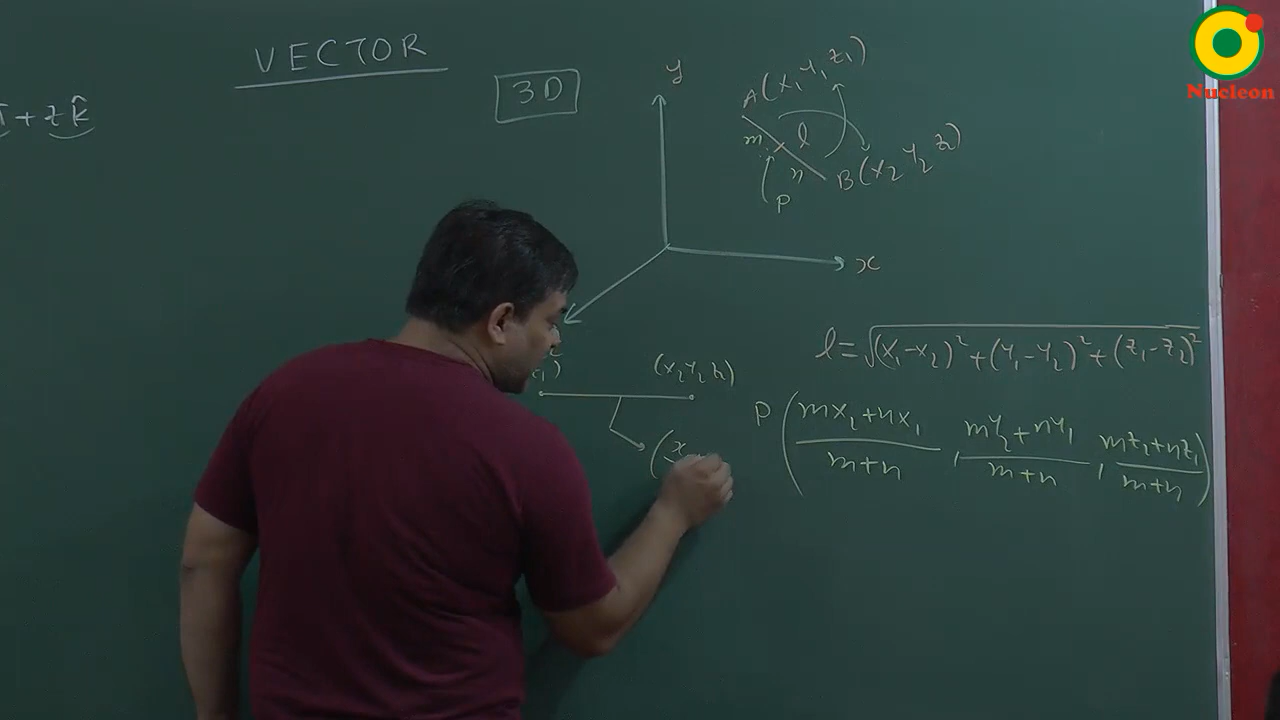 VECTOR
3D
+ z k̂
y
x
A(x₁ y₁ z₁)
m l
n
P
B(x₂ y₂ z₂)
l = √(x₁-x₂)² + (y₁-y₂)² + (z₁-z₂)²
(x₂ y₂ z₂)
P ( mx₂+nx₁ / m+n , my₂+ny₁ / m+n , mz₂+nz₁ / m+n )
(x
Nucleon